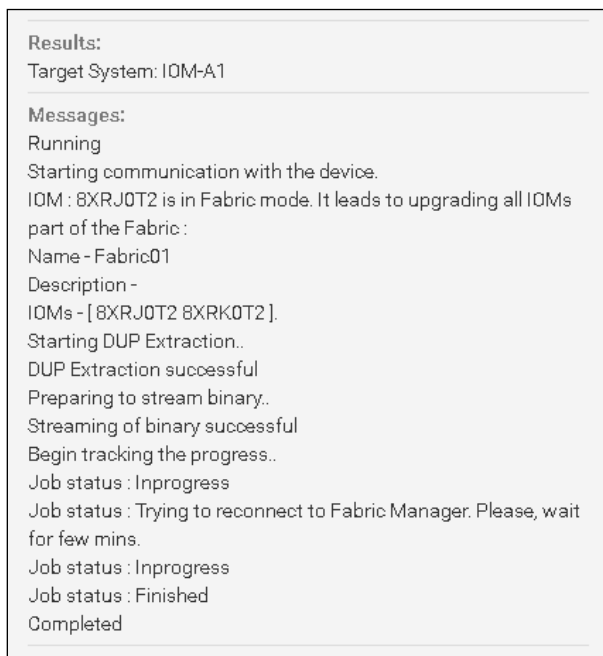 Results:
Target System: IOM-A1
Messages:
Running
Starting communication with the device.
IOM : 8XRJ0T2 is in Fabric mode. It leads to upgrading all IOMs
part of the Fabric :
Name - Fabric01
Description -
IOMs - [ 8XRJ0T2 8XRK0T2 ].
Starting DUP Extraction..
DUP Extraction successful
Preparing to stream binary..
Streaming of binary successful
Begin tracking the progress..
Job status : Inprogress
Job status : Trying to reconnect to Fabric Manager. Please, wait
for few mins.
Job status : Inprogress
Job status : Finished
Completed